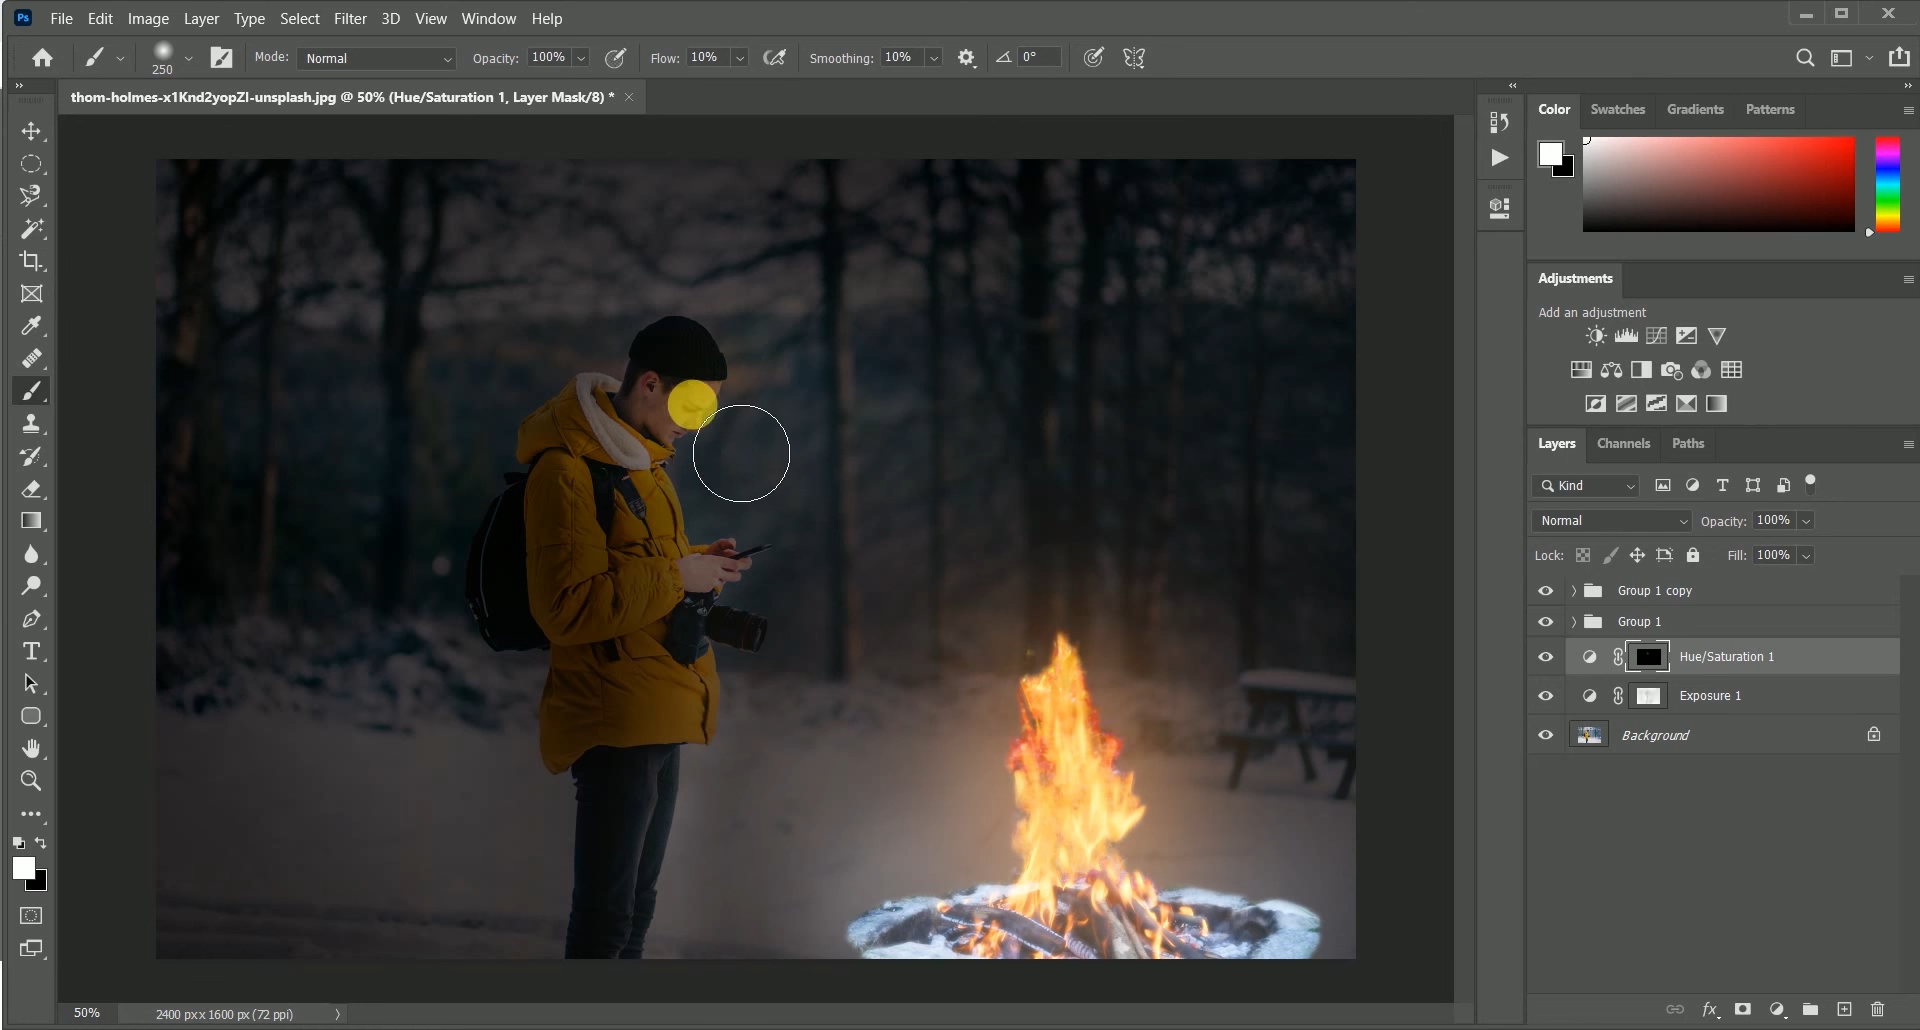 Ps File Edit Image Layer Type Select Filter 3D View Window Help
250 Mode: Normal Opacity: 100% Flow: 10% Smoothing: 10% 0°
thom-holmes-x1Knd2yopZI-unsplash.jpg @ 50% (Hue/Saturation 1, Layer Mask/8) *
Color Swatches Gradients Patterns
Adjustments
Add an adjustment
Layers Channels Paths
Kind
Normal Opacity: 100%
Lock: Fill: 100%
Group 1 copy
Group 1
Hue/Saturation 1
Exposure 1
Background
50% 2400 px x 1600 px (72 ppi)